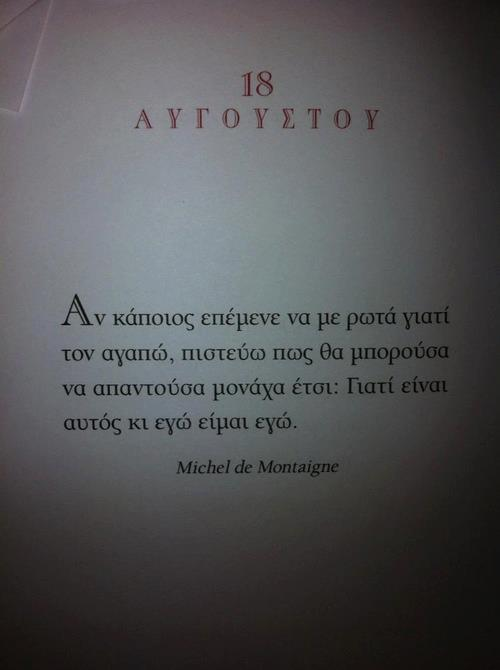 18
ΑΥΓΟΥΣΤΟΥ
Αν κάποιος επέμενε να με ρωτά γιατί
τον αγαπώ, πιστεύω πως θα μπορούσα
να απαντούσα μονάχα έτσι: Γιατί είναι
αυτός κι εγώ είμαι εγώ.
Michel de Montaigne